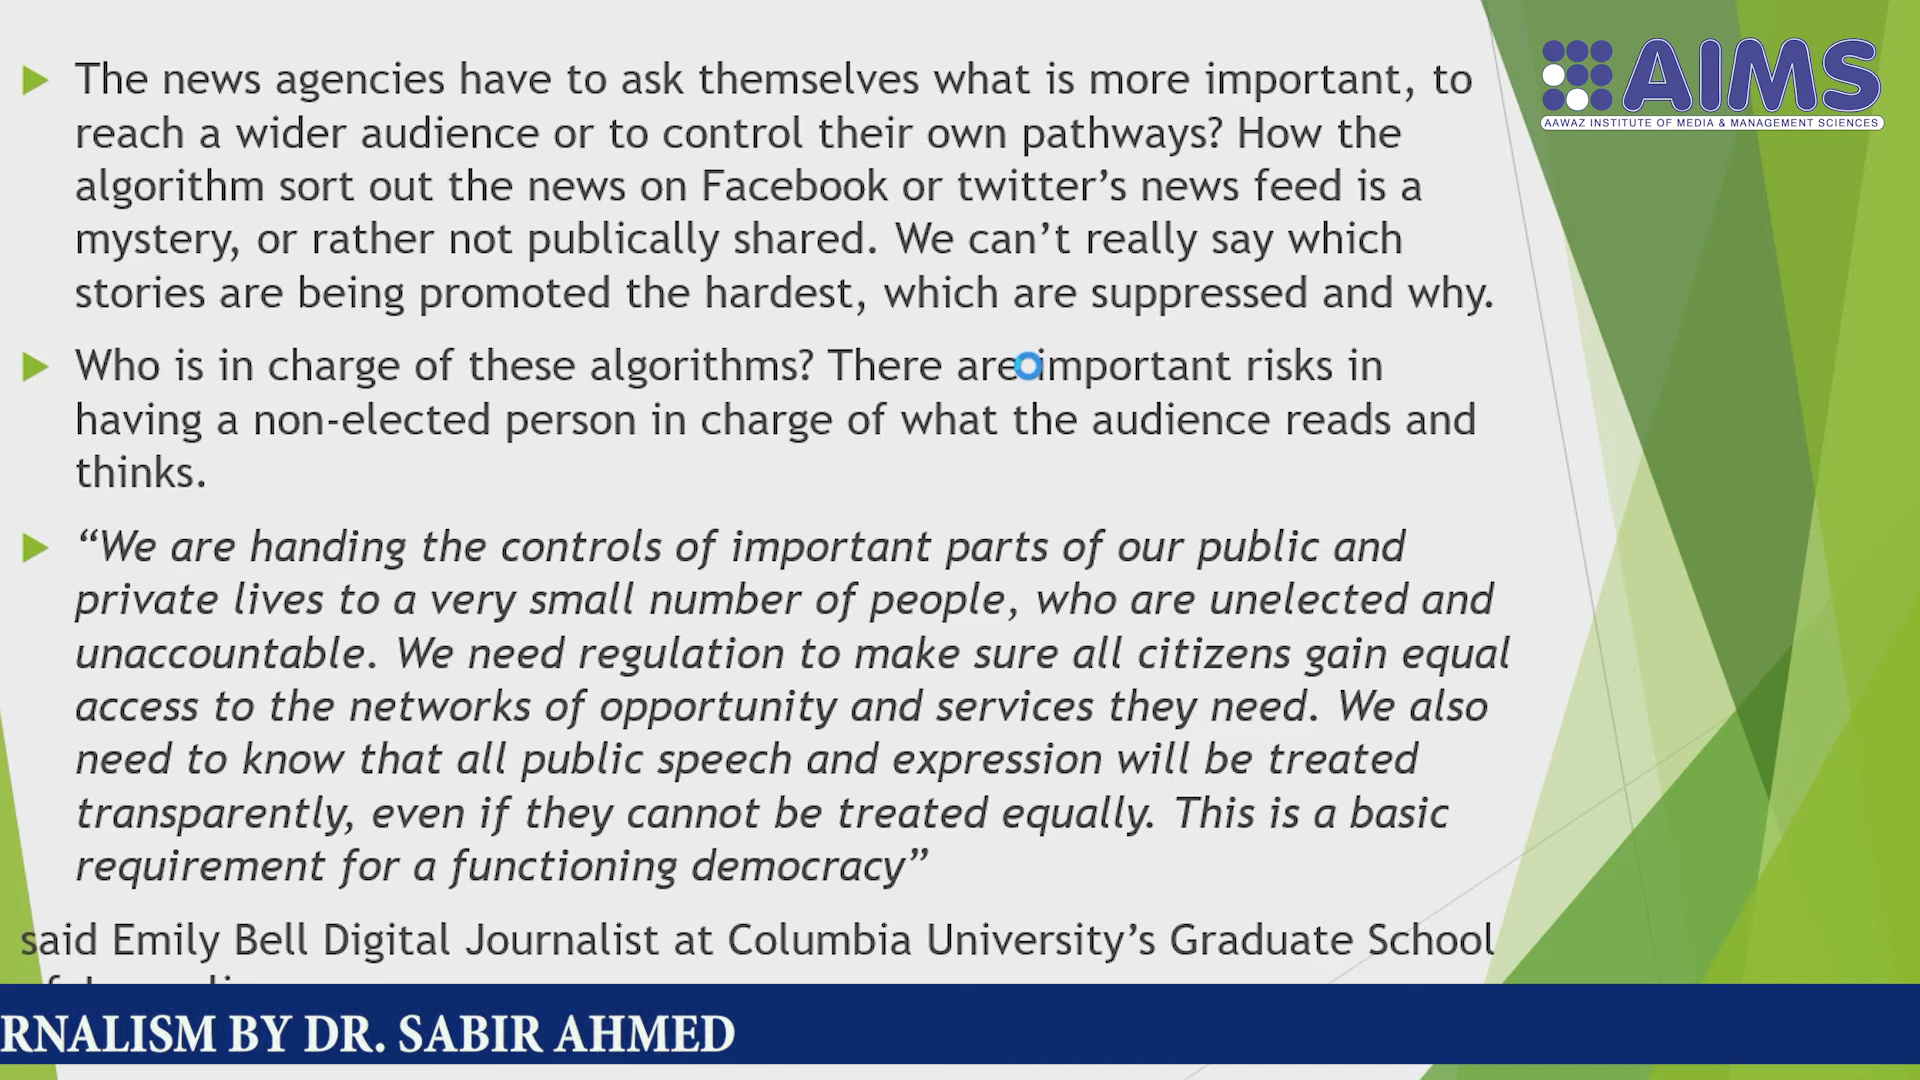 The news agencies have to ask themselves what is more important, to
reach a wider audience or to control their own pathways? How the
algorithm sort out the news on Facebook or twitter’s news feed is a
mystery, or rather not publically shared. We can’t really say which
stories are being promoted the hardest, which are suppressed and why.
Who is in charge of these algorithms? There are important risks in
having a non-elected person in charge of what the audience reads and
thinks.
“We are handing the controls of important parts of our public and
private lives to a very small number of people, who are unelected and
unaccountable. We need regulation to make sure all citizens gain equal
access to the networks of opportunity and services they need. We also
need to know that all public speech and expression will be treated
transparently, even if they cannot be treated equally. This is a basic
requirement for a functioning democracy”
said Emily Bell Digital Journalist at Columbia University’s Graduate School
AIMS
AAWAZ INSTITUTE OF MEDIA & MANAGEMENT SCIENCES
RNALISM BY DR. SABIR AHMED